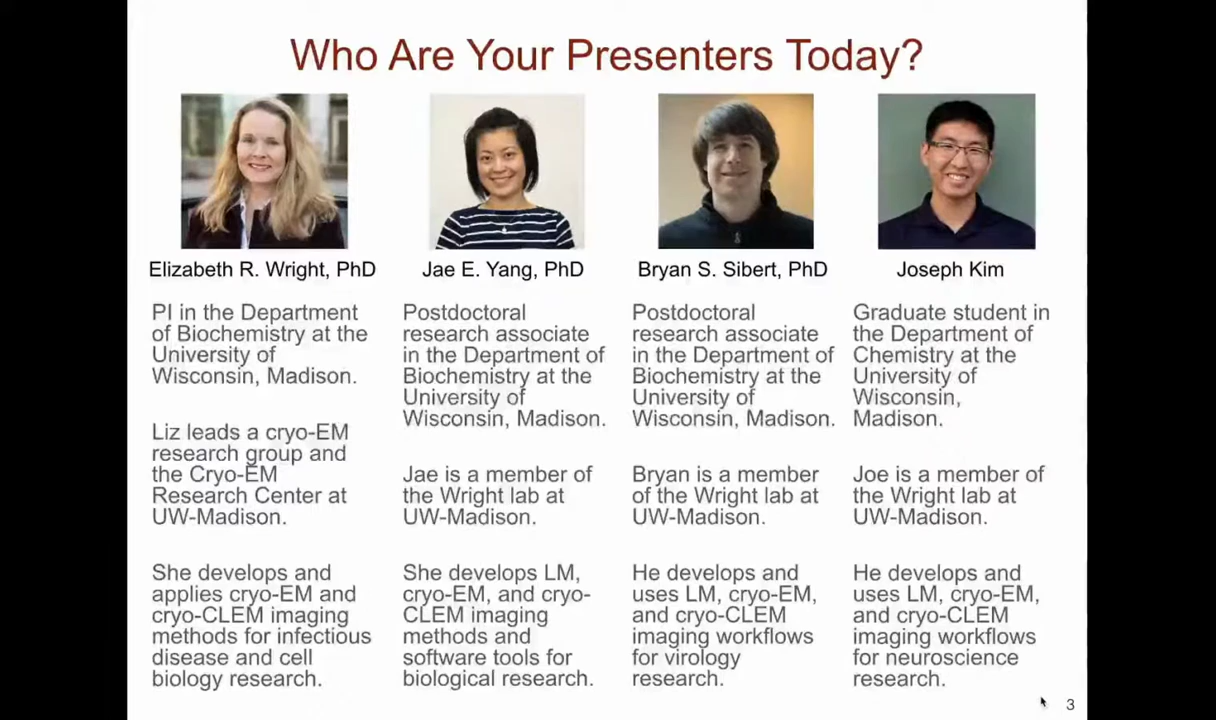 Who Are Your Presenters Today?
Elizabeth R. Wright, PhD
PI in the Department
of Biochemistry at the
University of
Wisconsin, Madison.
Liz leads a cryo-EM
research group and
the Cryo-EM
Research Center at
UW-Madison.
She develops and
applies cryo-EM and
cryo-CLEM imaging
methods for infectious
disease and cell
biology research.
Jae E. Yang, PhD
Postdoctoral
research associate
in the Department of
Biochemistry at the
University of
Wisconsin, Madison.
Jae is a member of
the Wright lab at
UW-Madison.
She develops LM,
cryo-EM, and cryo-
CLEM imaging
methods and
software tools for
biological research.
Bryan S. Sibert, PhD
Postdoctoral
research associate
in the Department of
Biochemistry at the
University of
Wisconsin, Madison.
Bryan is a member
of the Wright lab at
UW-Madison.
He develops and
uses LM, cryo-EM,
and cryo-CLEM
imaging workflows
for virology
research.
Joseph Kim
Graduate student in
the Department of
Chemistry at the
University of
Wisconsin,
Madison.
Joe is a member of
the Wright lab at
UW-Madison.
He develops and
uses LM, cryo-EM,
and cryo-CLEM
imaging workflows
for neuroscience
research.
3